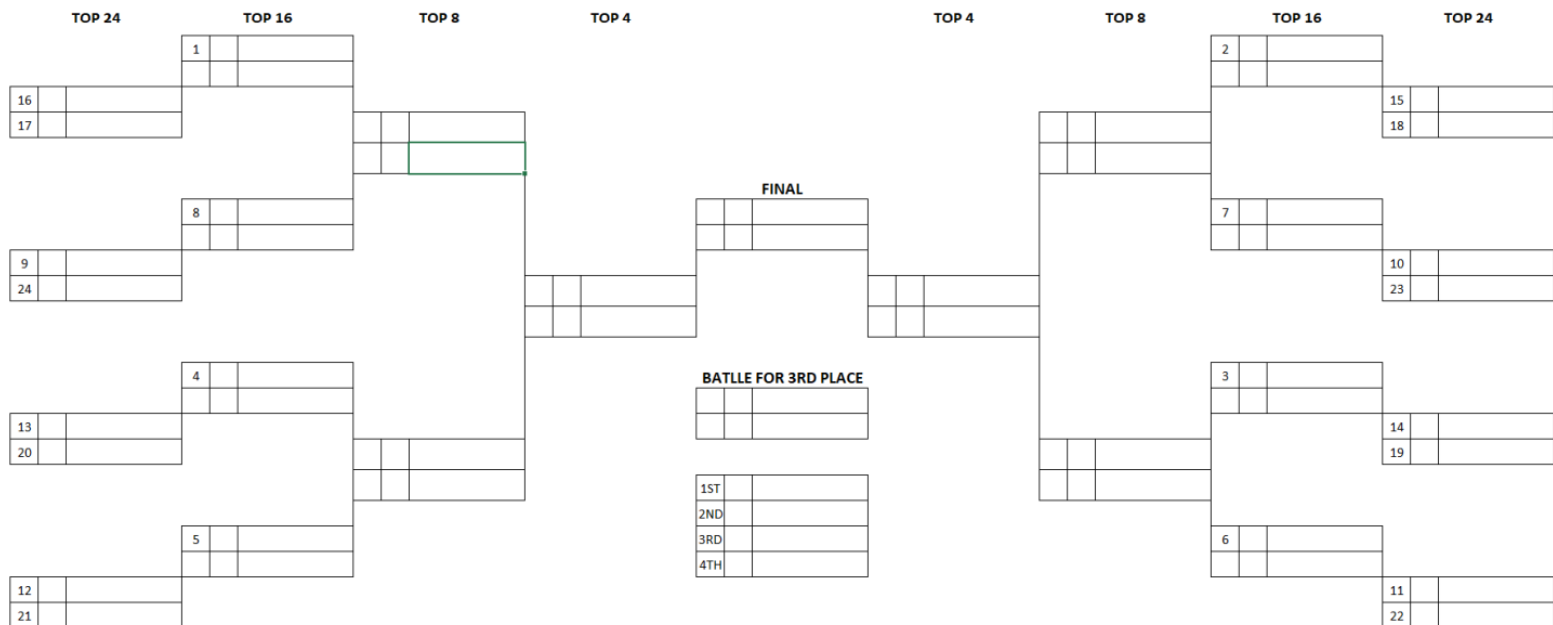 TOP 24 TOP 16 TOP 8 TOP 4 TOP 4 TOP 8 TOP 16 TOP 24
1 2
16 15
17 18
FINAL
8 7
9 10
24 23
4 BATLLE FOR 3RD PLACE 3
13 14
20 19
1ST
2ND
5 3RD 6
4TH
12 11
21 22